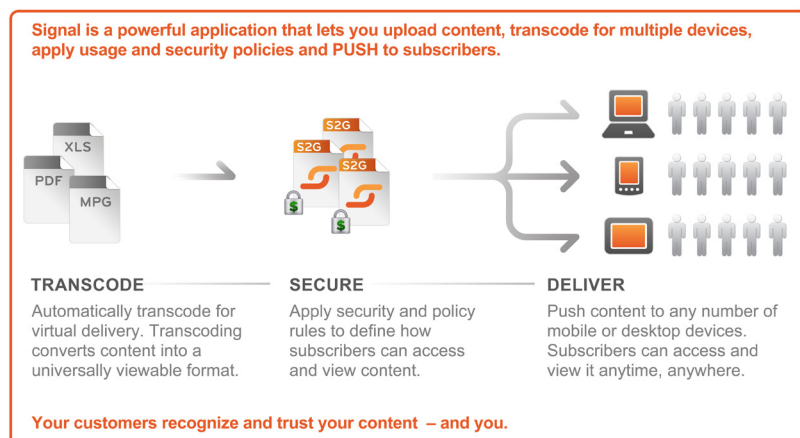 Signal is a powerful application that lets you upload content, transcode for multiple devices,
apply usage and security policies and PUSH to subscribers.
XLS
PDF
MPG
S2G
S2G
S2G
$
$
TRANSCODE
Automatically transcode for
virtual delivery. Transcoding
converts content into a
universally viewable format.
SECURE
Apply security and policy
rules to define how
subscribers can access
and view content.
DELIVER
Push content to any number of
mobile or desktop devices.
Subscribers can access and
view it anytime, anywhere.
Your customers recognize and trust your content – and you.